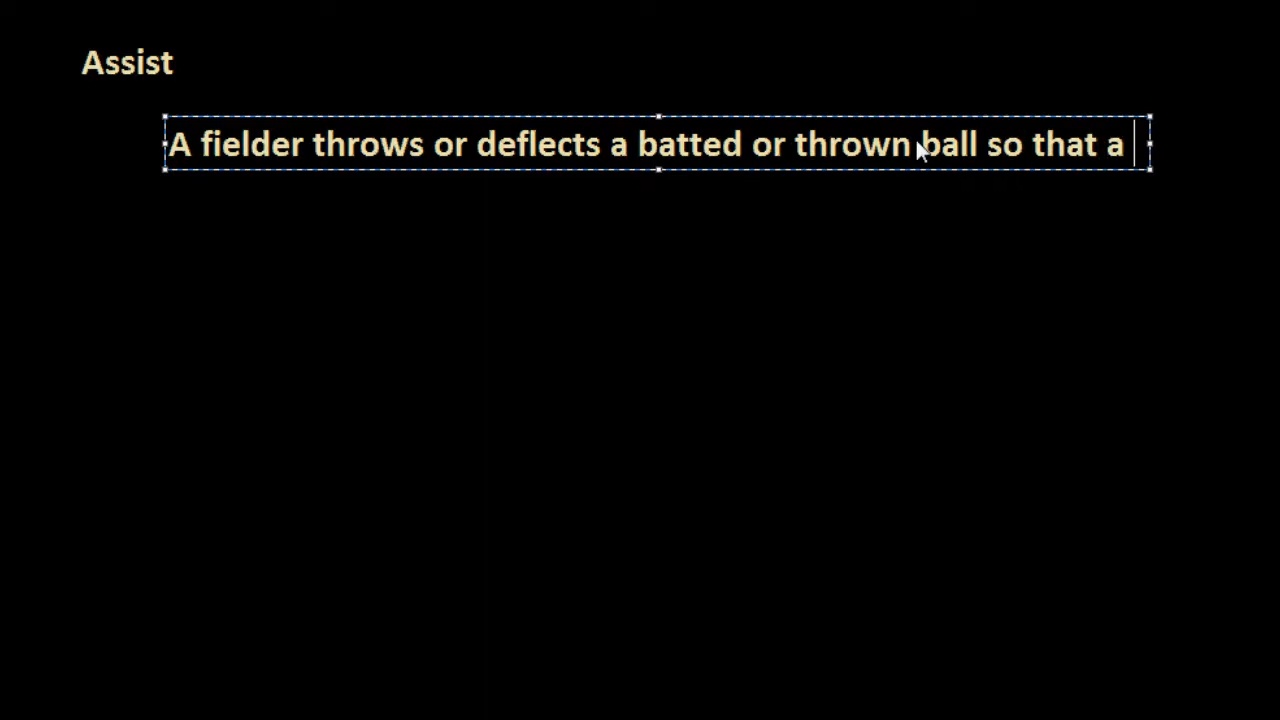 Assist
A fielder throws or deflects a batted or thrown ball so that a